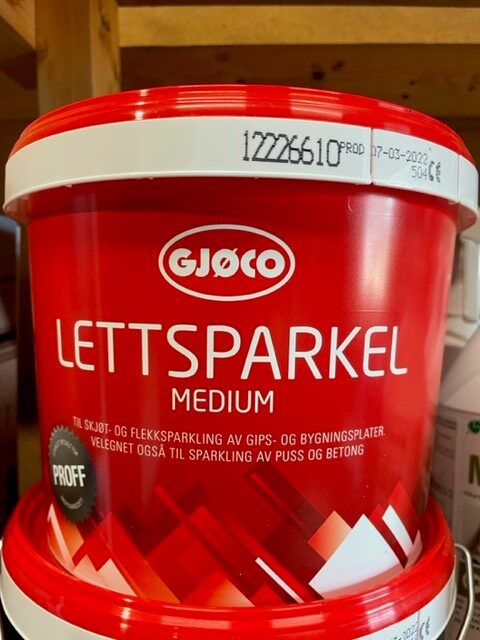 12226610 PROD 07-03-2022
504 CE
GJØCO
LETTSPARKEL
MEDIUM
TIL SKJØT- OG FLEKKSPARKLING AV GIPS- OG BYGNINGSPLATER.
VELEGNET OGSÅ TIL SPARKLING AV PUSS OG BETONG
PROFF